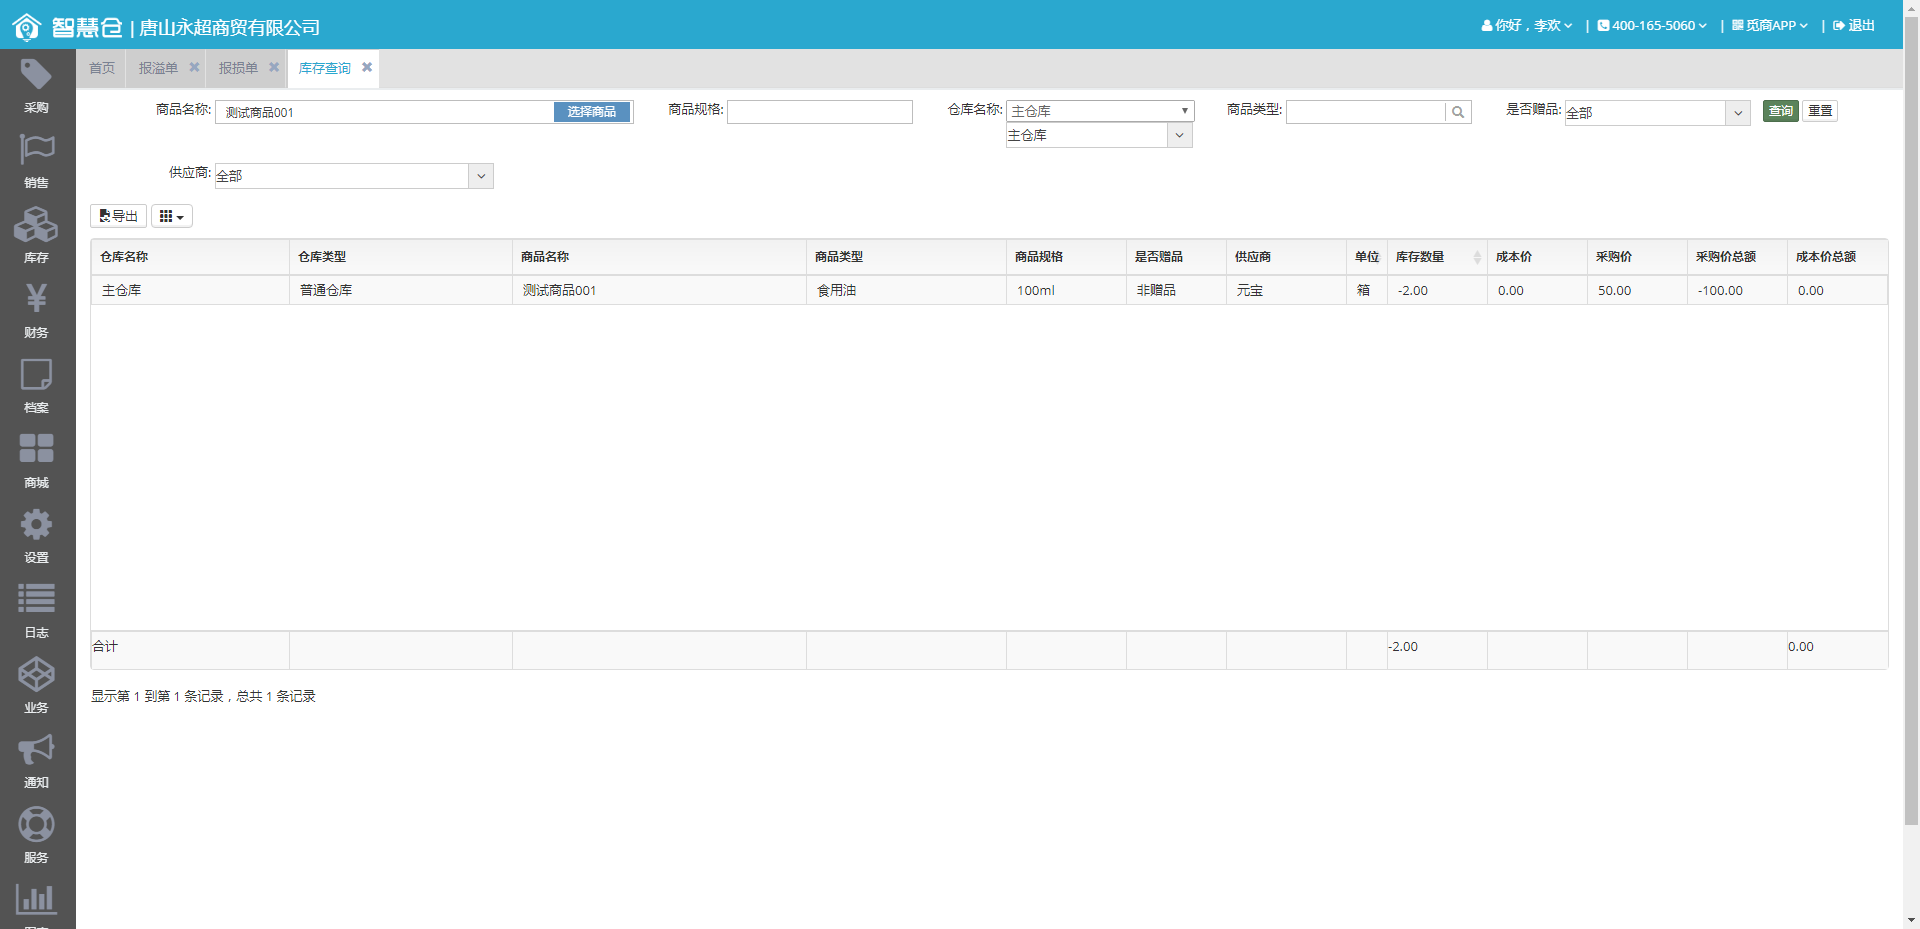 智慧仓 | 唐山永超商贸有限公司
你好，李欢 | 400-165-5060 | 觅商APP | 退出
首页 报溢单 报损单 库存查询
商品名称: 测试商品001 选择商品 商品规格: 仓库名称: 主仓库 商品类型: 是否赠品: 全部 查询 重置
主仓库
供应商: 全部
导出
仓库名称 仓库类型 商品名称 商品类型 商品规格 是否赠品 供应商 单位 库存数量 成本价 采购价 采购价总额 成本价总额
主仓库 普通仓库 测试商品001 食用油 100ml 非赠品 元宝 箱 -2.00 0.00 50.00 -100.00 0.00
合计 -2.00 0.00
显示第 1 到第 1 条记录，总共 1 条记录
采购
销售
库存
财务
档案
商城
设置
日志
业务
通知
服务